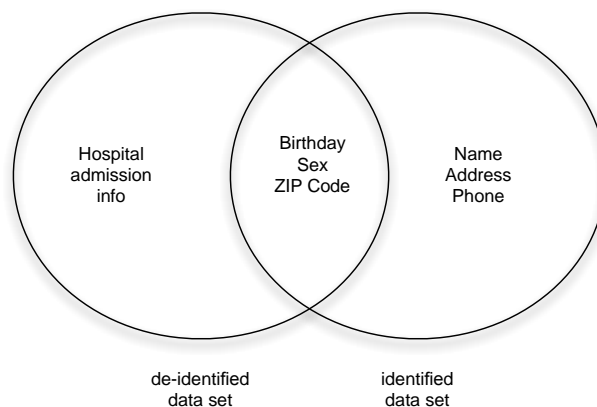 Hospital
admission
info
Birthday
Sex
ZIP Code
Name
Address
Phone
de-identified
data set
identified
data set